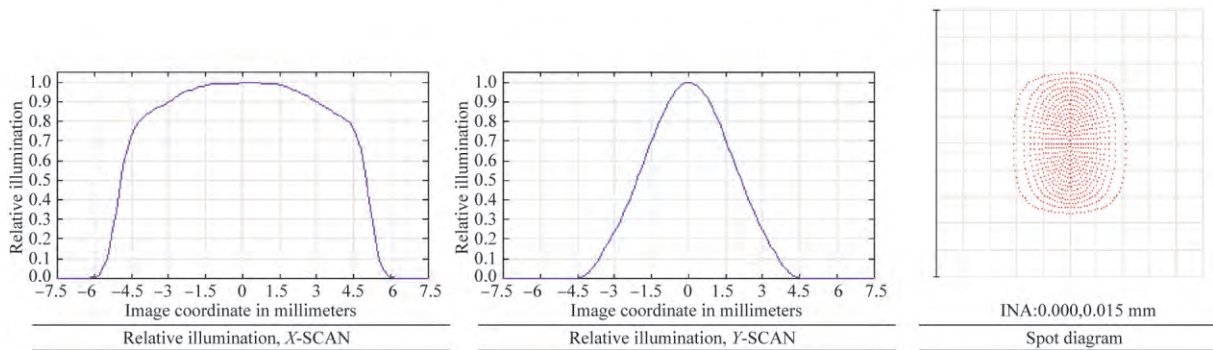 Relative illumination
1.0
0.9
0.8
0.7
0.6
0.5
0.4
0.3
0.2
0.1
0.0
−7.5 −6 −4.5 −3 −1.5 0 1.5 3 4.5 6 7.5
Image coordinate in millimeters
Relative illumination, X-SCAN
Relative illumination
1.0
0.9
0.8
0.7
0.6
0.5
0.4
0.3
0.2
0.1
0.0
−7.5 −6 −4.5 −3 −1.5 0 1.5 3 4.5 6 7.5
Image coordinate in millimeters
Relative illumination, Y-SCAN
INA:0.000,0.015 mm
Spot diagram